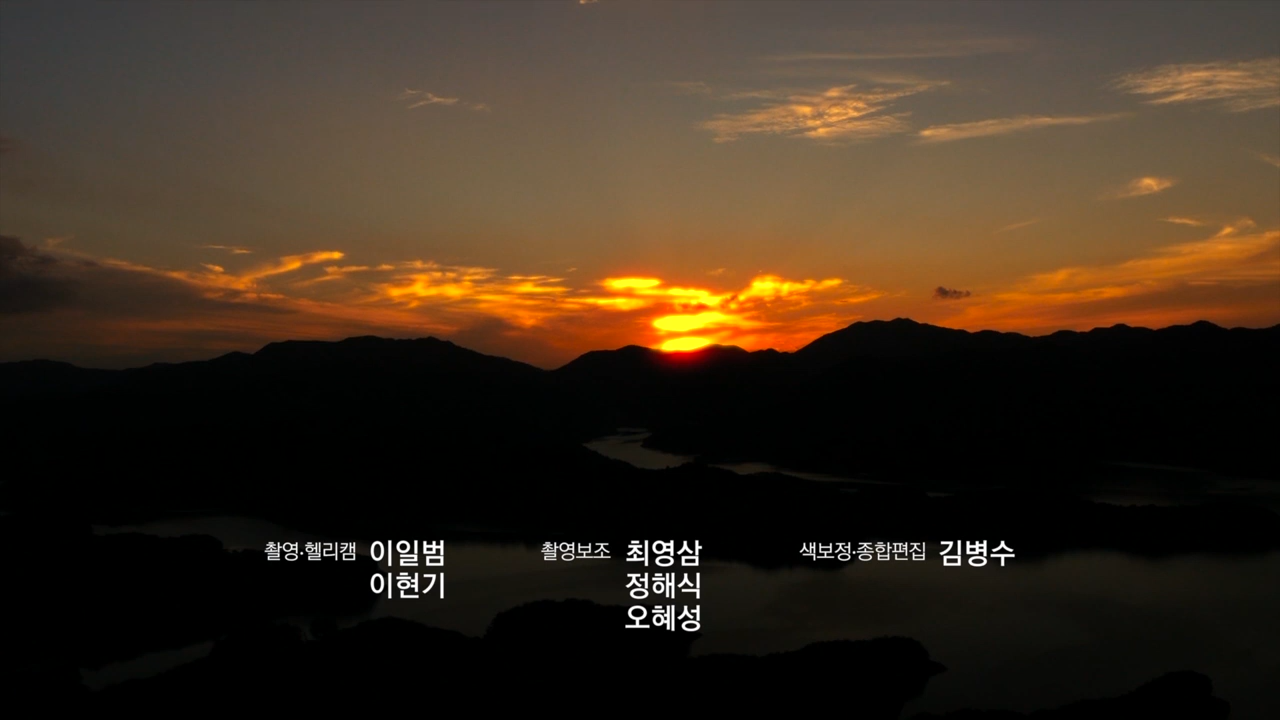 촬영·헬리캠 이일범
이현기
촬영보조 최영삼
정해식
오혜성
색보정·종합편집 김병수